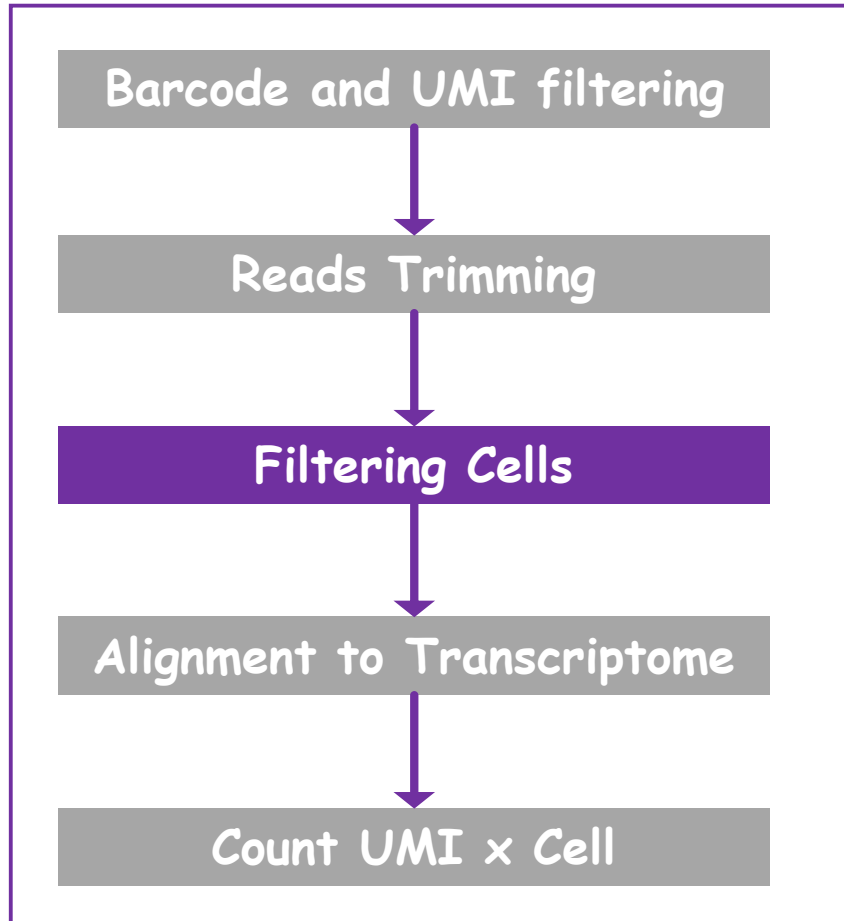 Barcode and UMI filtering
Reads Trimming
Filtering Cells
Alignment to Transcriptome
Count UMI x Cell